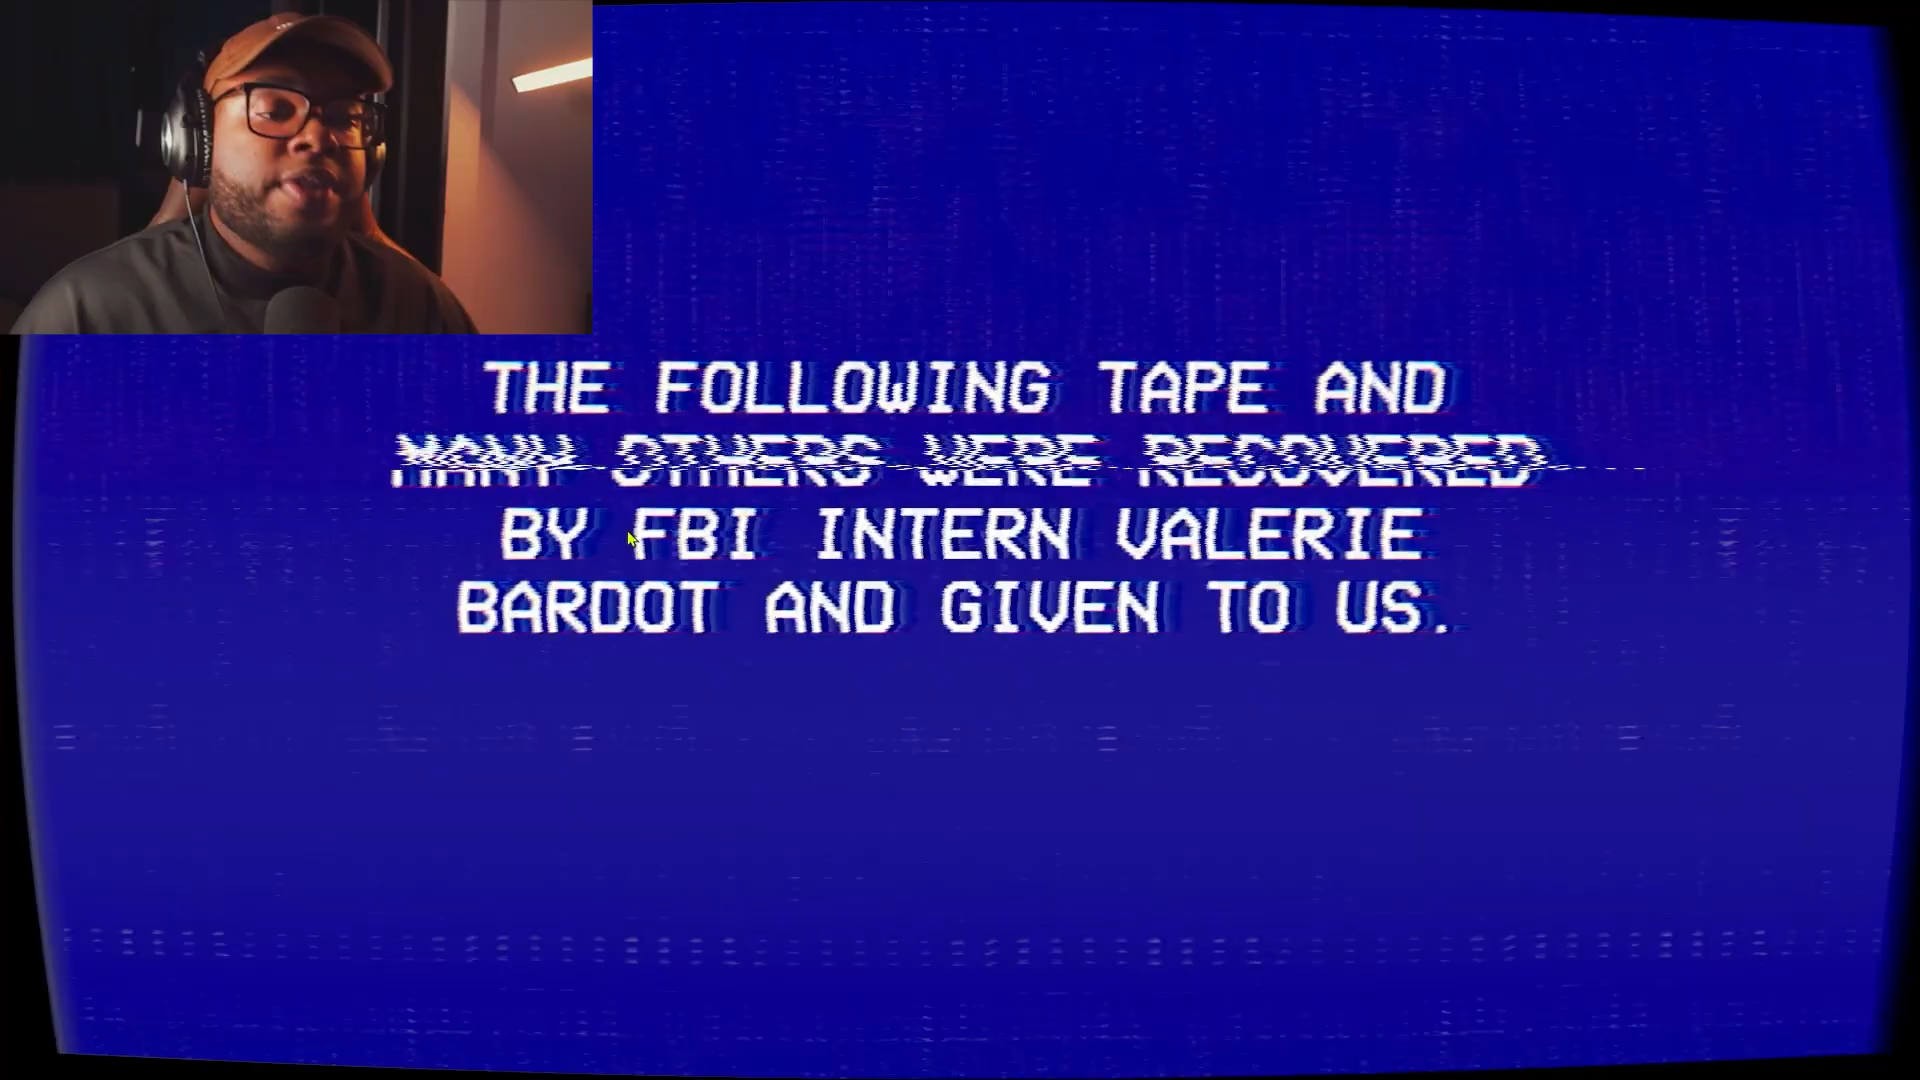 THE FOLLOWING TAPE AND
MANY OTHERS WERE RECOVERED
BY FBI INTERN VALERIE
BARDOT AND GIVEN TO US.